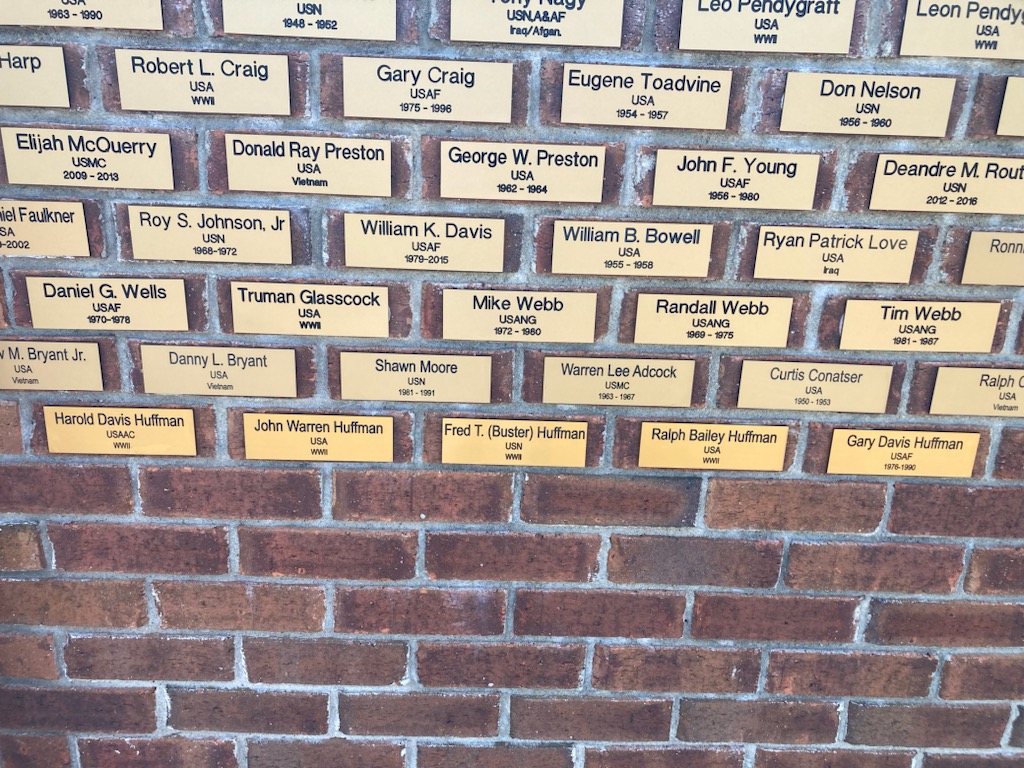 USA
1963 - 1990
USN
1948 - 1952
Tony Nagy
USN,A&AF
Iraq/Afgan.
Leo Pendygraft
USA
WWII
Leon
USA
WWII
Harp
Robert L. Craig
USA
WWII
Gary Craig
USAF
1975 - 1996
Eugene Toadvine
USA
1954 - 1957
Don Nelson
USN
1956 - 1960
Elijah McQuerry
USMC
2009 - 2013
Donald Ray Preston
USA
Vietnam
George W. Preston
USA
1962 - 1964
John F. Young
USAF
1956 - 1980
Deandre M. Rout
USN
2012 - 2016
Faulkner
-2002
Roy S. Johnson, Jr
USN
1968-1972
William K. Davis
USAF
1979-2015
William B. Bowell
USA
1955 - 1958
Ryan Patrick Love
USA
Iraq
Ronn
Daniel G. Wells
USAF
1970-1978
Truman Glasscock
USA
WWII
Mike Webb
USANG
1972 - 1980
Randall Webb
USANG
1969 - 1975
Tim Webb
USANG
1981 - 1987
M. Bryant Jr.
USA
Vietnam
Danny L. Bryant
USA
Vietnam
Shawn Moore
USN
1981 - 1991
Warren Lee Adcock
USMC
1963 - 1967
Curtis Conatser
USA
1950 - 1953
Ralph
USA
Vietnam
Harold Davis Huffman
USAAC
WWII
John Warren Huffman
USA
WWII
Fred T. (Buster) Huffman
USN
WWII
Ralph Bailey Huffman
USA
WWII
Gary Davis Huffman
USAF
1976-1990